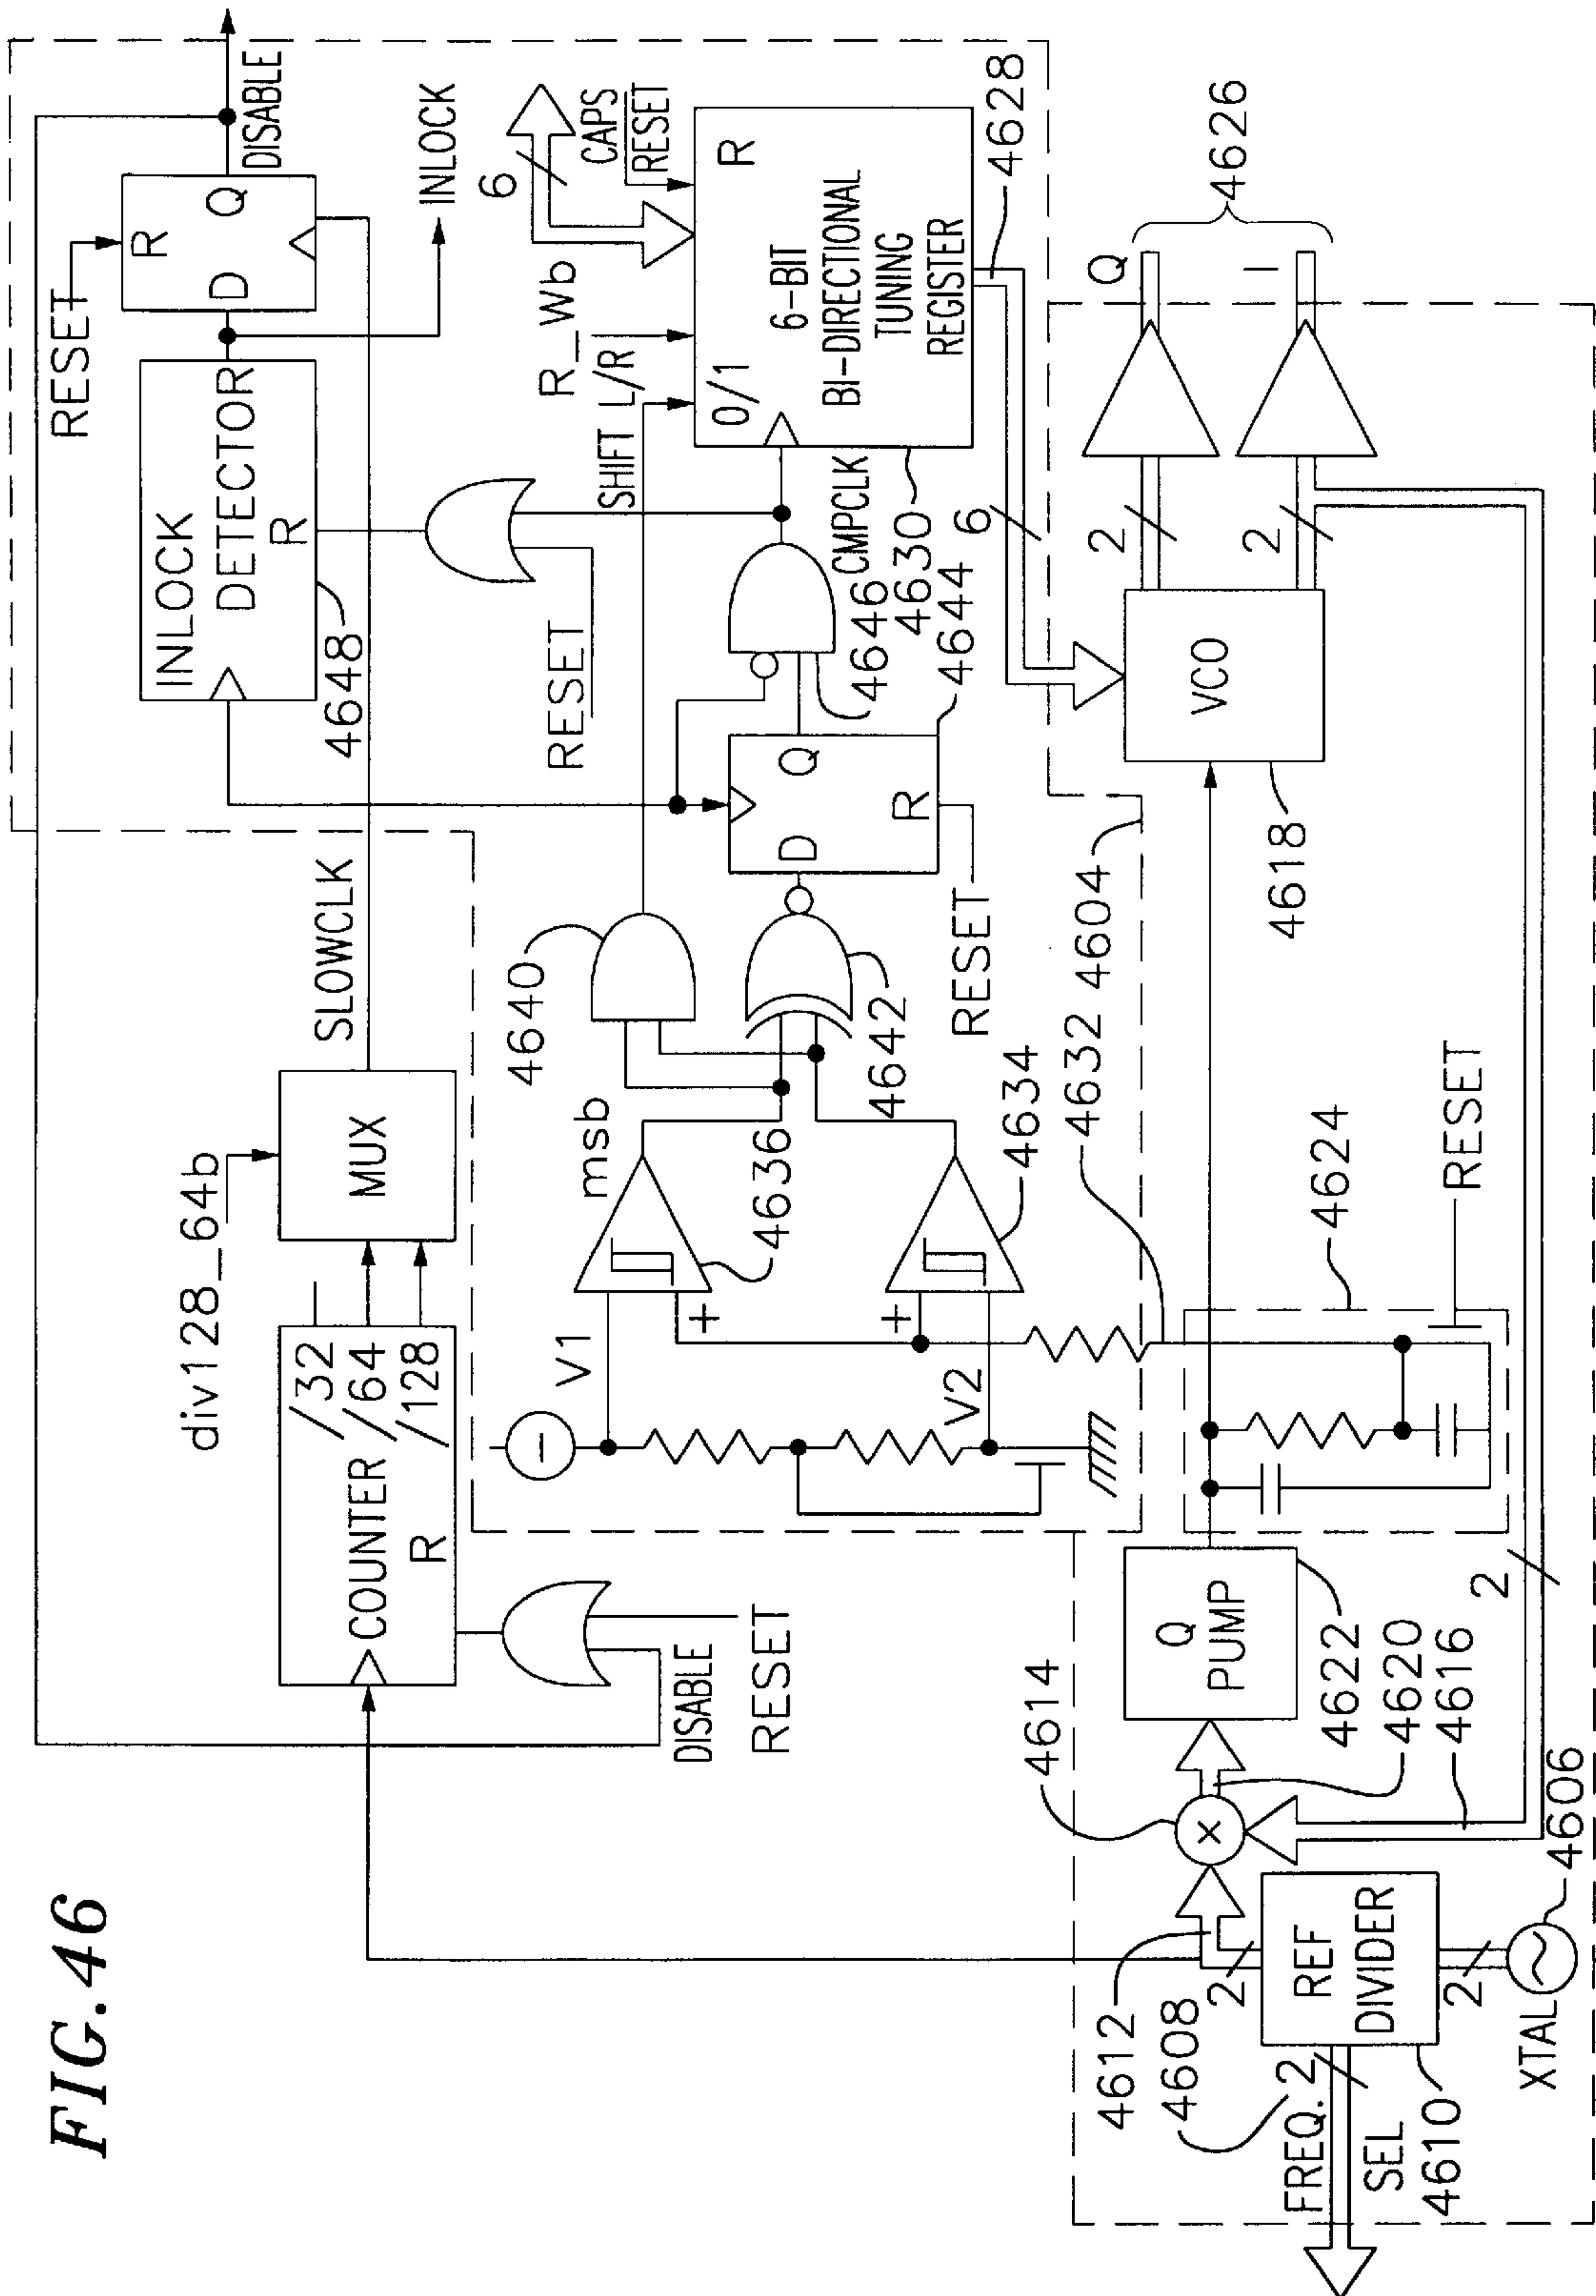 FIG.46
RESET
R
D
Q
DISABLE
INLOCK
DETECTOR
R
4648
INLOCK
SLOWCLK
div128_64b
MUX
COUNTER
/32
/64
/128
R
DISABLE
RESET
RESET
SHIFT L/R
R_Wb
6
CAPS
RESET
0/1
R
6-BIT
BI-DIRECTIONAL
TUNING
REGISTER
4628
CMPCLK
4646
4630
4644
6
D
Q
R
RESET
4640
4642
msb
4636
4634
+
+
V1
V2
4632
4604
4624
RESET
4614
Q
PUMP
4622
4620
4616
2
VCO
4618
2
2
Q
I
4626
4612
4608
2
REF
DIVIDER
2
FREQ.
2
SEL
4610
XTAL
4606